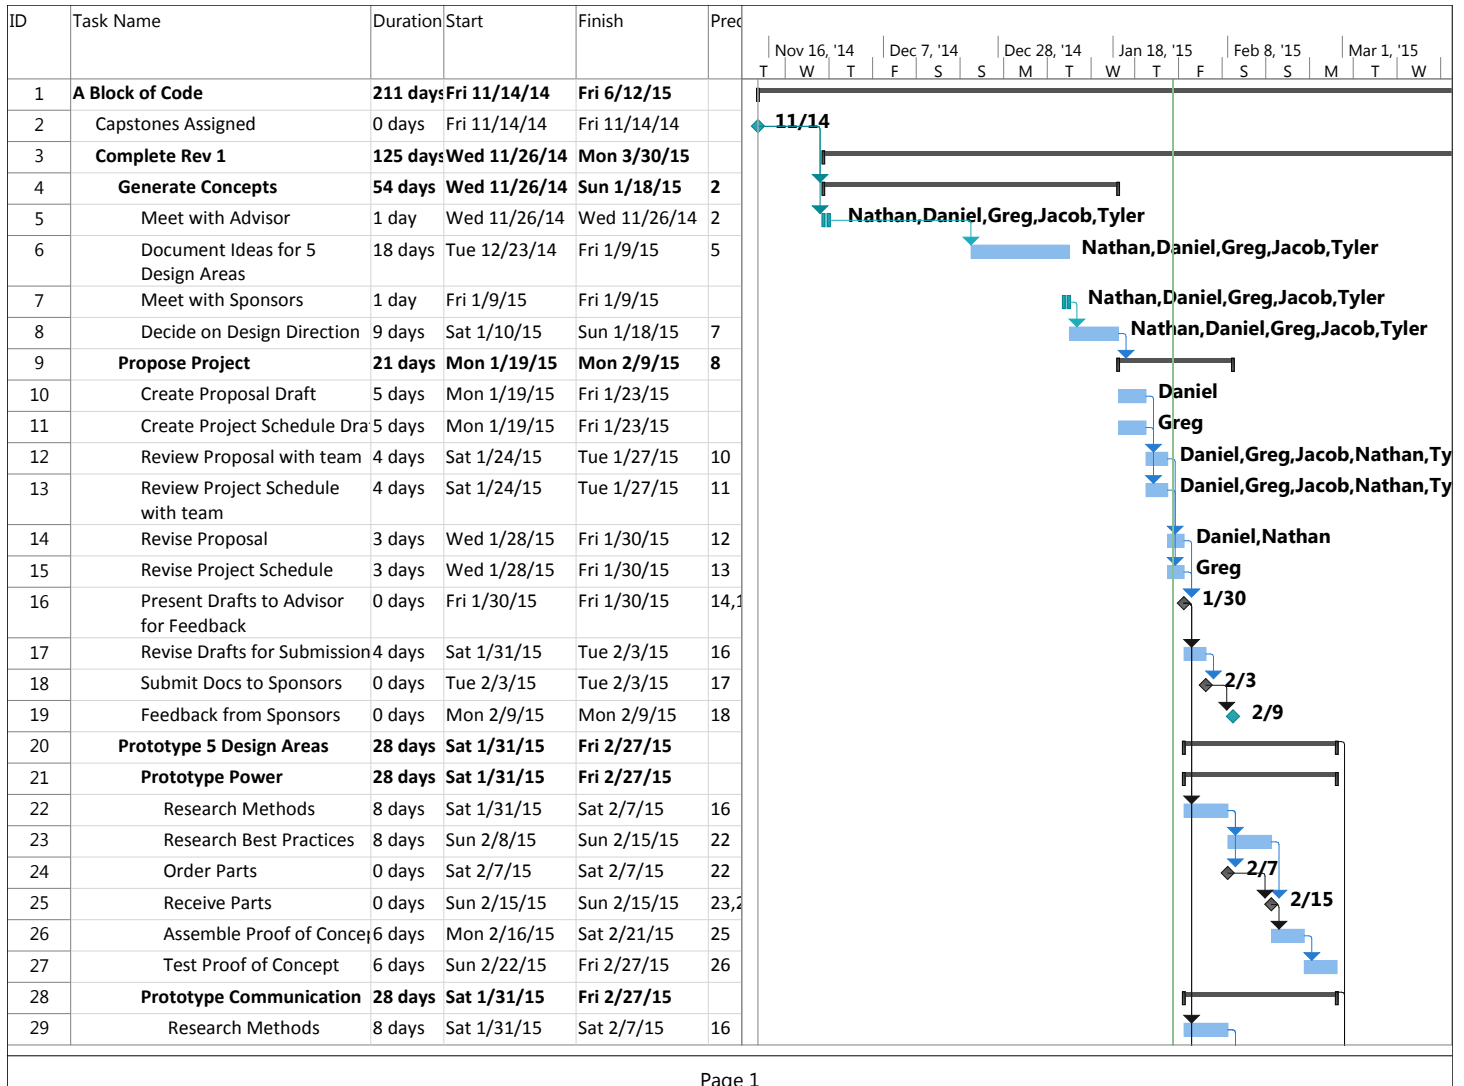 ID Task Name Duration Start Finish Pred
Nov 16, '14 Dec 7, '14 Dec 28, '14 Jan 18, '15 Feb 8, '15 Mar 1, '15
T W T F S S M T W T F S S M T W
1 A Block of Code 211 days Fri 11/14/14 Fri 6/12/15
2 Capstones Assigned 0 days Fri 11/14/14 Fri 11/14/14 11/14
3 Complete Rev 1 125 days Wed 11/26/14 Mon 3/30/15
4 Generate Concepts 54 days Wed 11/26/14 Sun 1/18/15 2
5 Meet with Advisor 1 day Wed 11/26/14 Wed 11/26/14 2 Nathan,Daniel,Greg,Jacob,Tyler
6 Document Ideas for 5 18 days Tue 12/23/14 Fri 1/9/15 5 Nathan,Daniel,Greg,Jacob,Tyler
Design Areas
7 Meet with Sponsors 1 day Fri 1/9/15 Fri 1/9/15 Nathan,Daniel,Greg,Jacob,Tyler
8 Decide on Design Direction 9 days Sat 1/10/15 Sun 1/18/15 7 Nathan,Daniel,Greg,Jacob,Tyler
9 Propose Project 21 days Mon 1/19/15 Mon 2/9/15 8
10 Create Proposal Draft 5 days Mon 1/19/15 Fri 1/23/15 Daniel
11 Create Project Schedule Dra 5 days Mon 1/19/15 Fri 1/23/15 Greg
12 Review Proposal with team 4 days Sat 1/24/15 Tue 1/27/15 10 Daniel,Greg,Jacob,Nathan,Ty
13 Review Project Schedule 4 days Sat 1/24/15 Tue 1/27/15 11 Daniel,Greg,Jacob,Nathan,Ty
with team
14 Revise Proposal 3 days Wed 1/28/15 Fri 1/30/15 12 Daniel,Nathan
15 Revise Project Schedule 3 days Wed 1/28/15 Fri 1/30/15 13 Greg
16 Present Drafts to Advisor 0 days Fri 1/30/15 Fri 1/30/15 14,1 1/30
for Feedback
17 Revise Drafts for Submission 4 days Sat 1/31/15 Tue 2/3/15 16
18 Submit Docs to Sponsors 0 days Tue 2/3/15 Tue 2/3/15 17 2/3
19 Feedback from Sponsors 0 days Mon 2/9/15 Mon 2/9/15 18 2/9
20 Prototype 5 Design Areas 28 days Sat 1/31/15 Fri 2/27/15
21 Prototype Power 28 days Sat 1/31/15 Fri 2/27/15
22 Research Methods 8 days Sat 1/31/15 Sat 2/7/15 16
23 Research Best Practices 8 days Sun 2/8/15 Sun 2/15/15 22
24 Order Parts 0 days Sat 2/7/15 Sat 2/7/15 22 2/7
25 Receive Parts 0 days Sun 2/15/15 Sun 2/15/15 23,2 2/15
26 Assemble Proof of Concep 6 days Mon 2/16/15 Sat 2/21/15 25
27 Test Proof of Concept 6 days Sun 2/22/15 Fri 2/27/15 26
28 Prototype Communication 28 days Sat 1/31/15 Fri 2/27/15
29 Research Methods 8 days Sat 1/31/15 Sat 2/7/15 16
Page 1